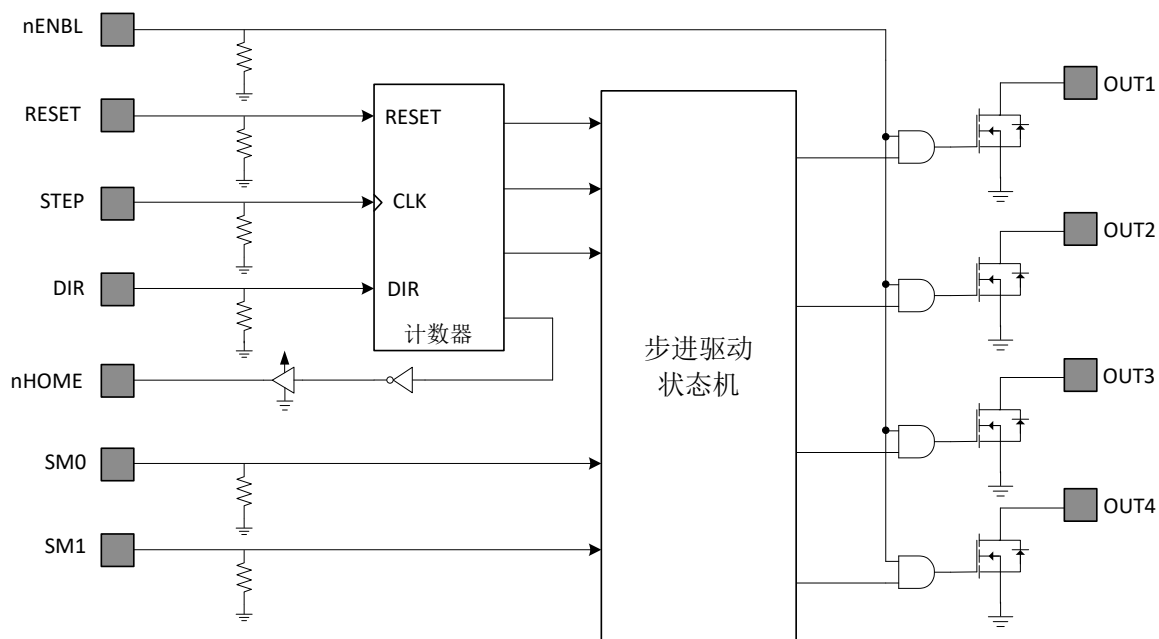 nENBL
RESET
STEP
DIR
nHOME
SM0
SM1
RESET
CLK
DIR
计数器
步进驱动
状态机
OUT1
OUT2
OUT3
OUT4